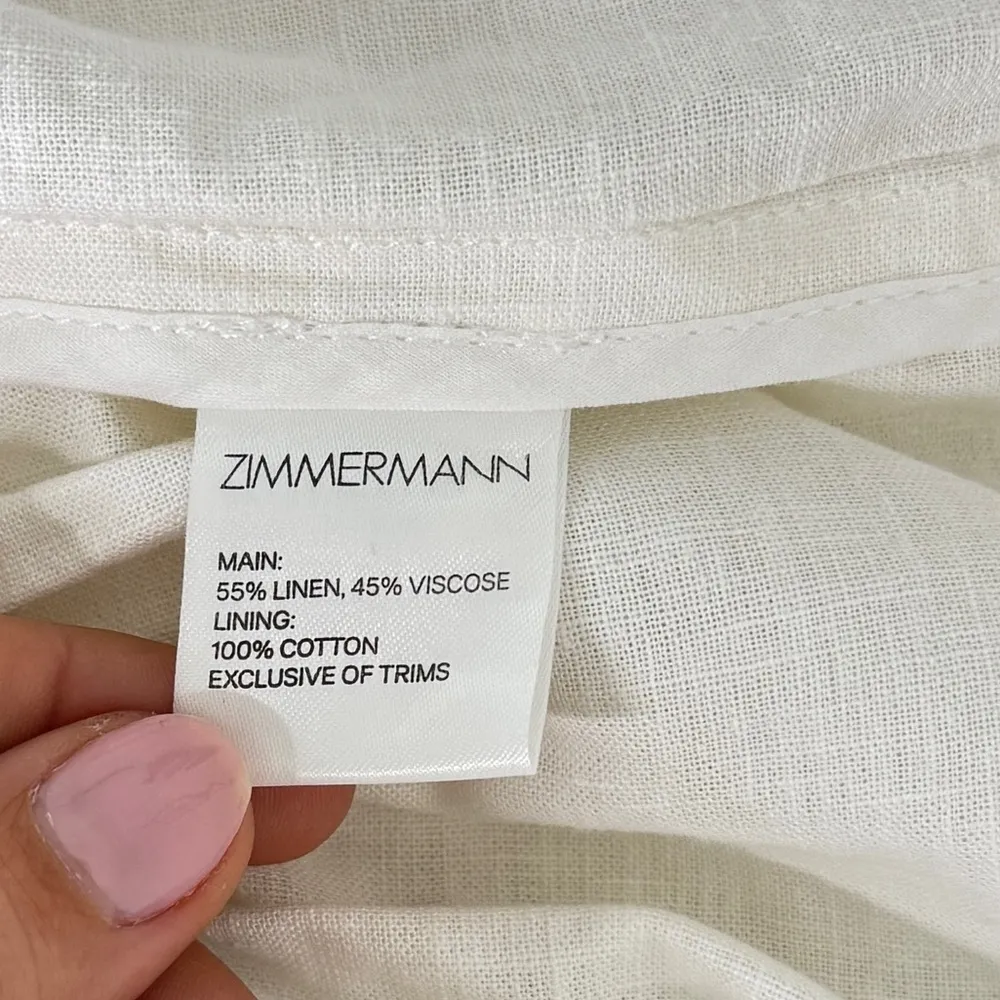 ZIMMERMANN
MAIN:
55% LINEN, 45% VISCOSE
LINING:
100% COTTON
EXCLUSIVE OF TRIMS